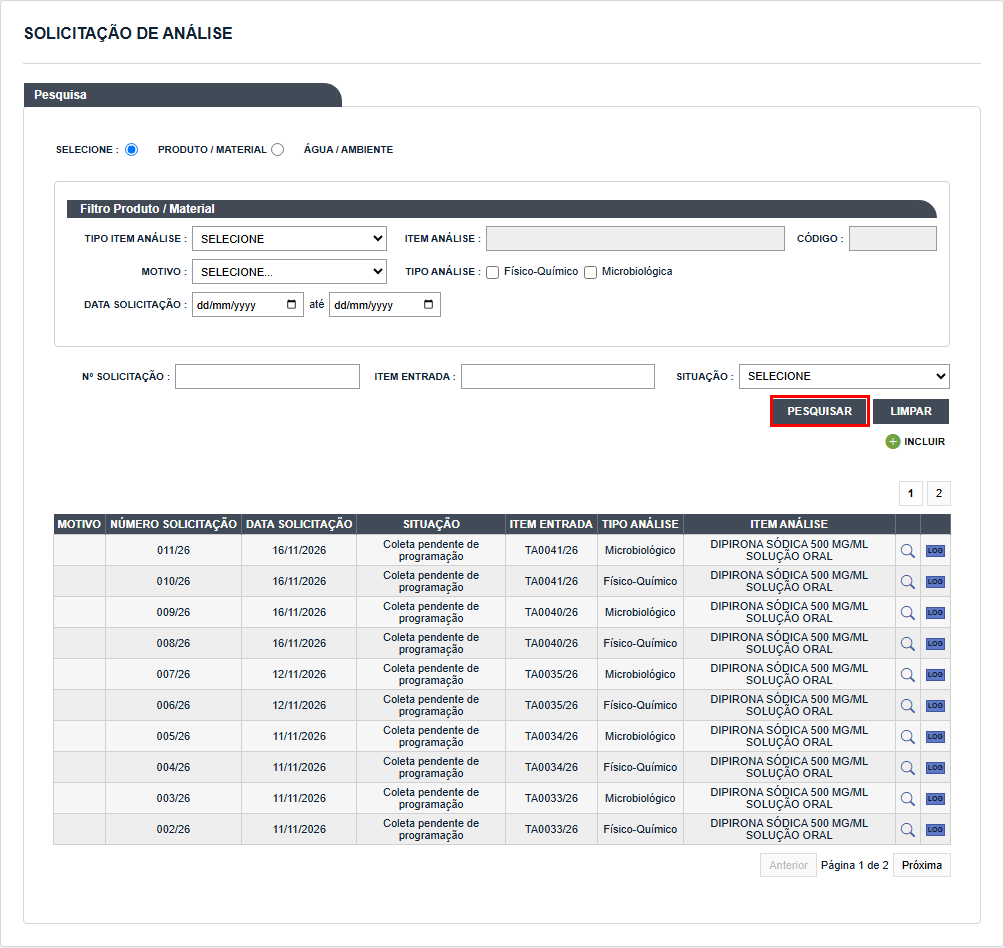 SOLICITAÇÃO DE ANÁLISE
Pesquisa
SELECIONE : PRODUTO / MATERIAL ÁGUA / AMBIENTE
Filtro Produto / Material
TIPO ITEM ANÁLISE : SELECIONE ITEM ANÁLISE : CÓDIGO :
MOTIVO : SELECIONE... TIPO ANÁLISE : Físico-Químico Microbiológica
DATA SOLICITAÇÃO : dd/mm/yyyy até dd/mm/yyyy
Nº SOLICITAÇÃO : ITEM ENTRADA : SITUAÇÃO : SELECIONE
PESQUISAR LIMPAR
INCLUIR
1 2
MOTIVO NÚMERO SOLICITAÇÃO DATA SOLICITAÇÃO SITUAÇÃO ITEM ENTRADA TIPO ANÁLISE ITEM ANÁLISE
011/26 16/11/2026 Coleta pendente de programação TA0041/26 Microbiológico DIPIRONA SÓDICA 500 MG/ML SOLUÇÃO ORAL LOG
010/26 16/11/2026 Coleta pendente de programação TA0041/26 Físico-Químico DIPIRONA SÓDICA 500 MG/ML SOLUÇÃO ORAL LOG
009/26 16/11/2026 Coleta pendente de programação TA0040/26 Microbiológico DIPIRONA SÓDICA 500 MG/ML SOLUÇÃO ORAL LOG
008/26 16/11/2026 Coleta pendente de programação TA0040/26 Físico-Químico DIPIRONA SÓDICA 500 MG/ML SOLUÇÃO ORAL LOG
007/26 12/11/2026 Coleta pendente de programação TA0035/26 Microbiológico DIPIRONA SÓDICA 500 MG/ML SOLUÇÃO ORAL LOG
006/26 12/11/2026 Coleta pendente de programação TA0035/26 Físico-Químico DIPIRONA SÓDICA 500 MG/ML SOLUÇÃO ORAL LOG
005/26 11/11/2026 Coleta pendente de programação TA0034/26 Microbiológico DIPIRONA SÓDICA 500 MG/ML SOLUÇÃO ORAL LOG
004/26 11/11/2026 Coleta pendente de programação TA0034/26 Físico-Químico DIPIRONA SÓDICA 500 MG/ML SOLUÇÃO ORAL LOG
003/26 11/11/2026 Coleta pendente de programação TA0033/26 Microbiológico DIPIRONA SÓDICA 500 MG/ML SOLUÇÃO ORAL LOG
002/26 11/11/2026 Coleta pendente de programação TA0033/26 Físico-Químico DIPIRONA SÓDICA 500 MG/ML SOLUÇÃO ORAL LOG
Anterior Página 1 de 2 Próxima